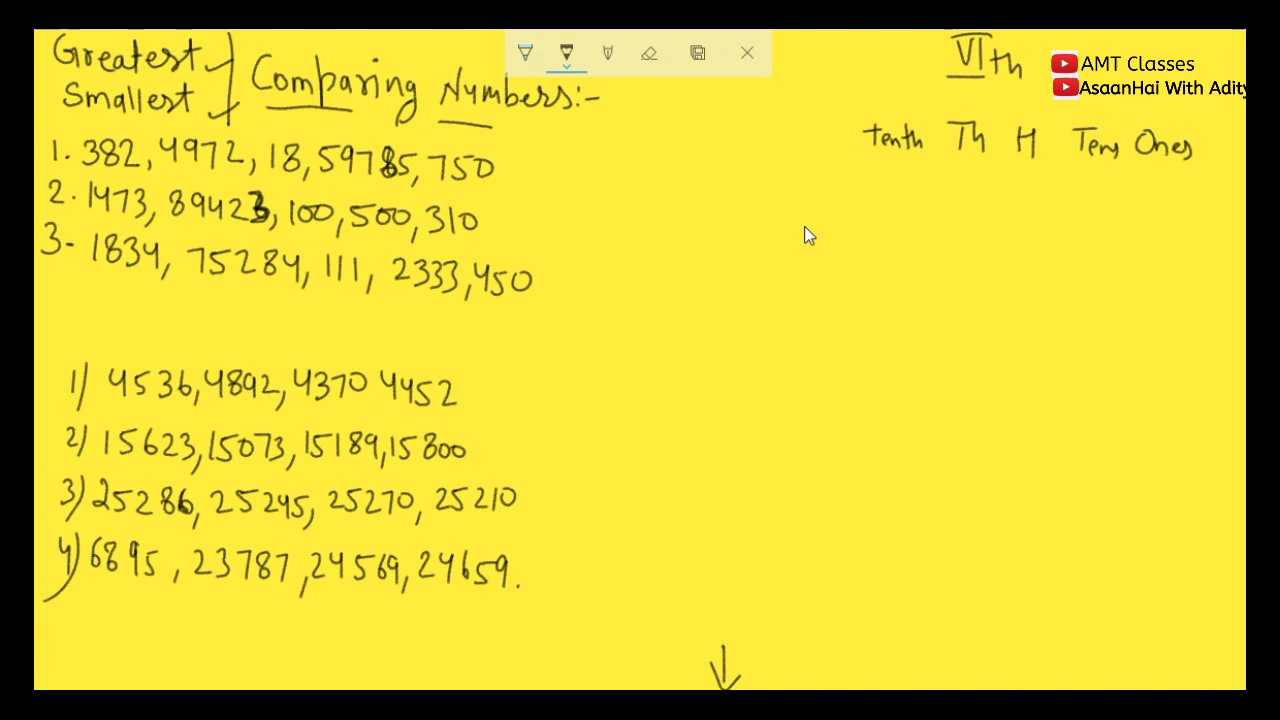 Greatest
Smallest
Comparing Numbers:-
VIth
AMT Classes
AsaanHai With Adity
tenth Th H Tens Ones
1. 382, 4972, 18, 59785, 750
2. 1473, 89423, 100, 500, 310
3- 1834, 75284, 111, 2333, 450
1) 4536, 4892, 4370 4452
2) 15623, 15073, 15189, 15800
3) 25286, 25245, 25270, 25210
4) 6895, 23787, 24569, 24659.